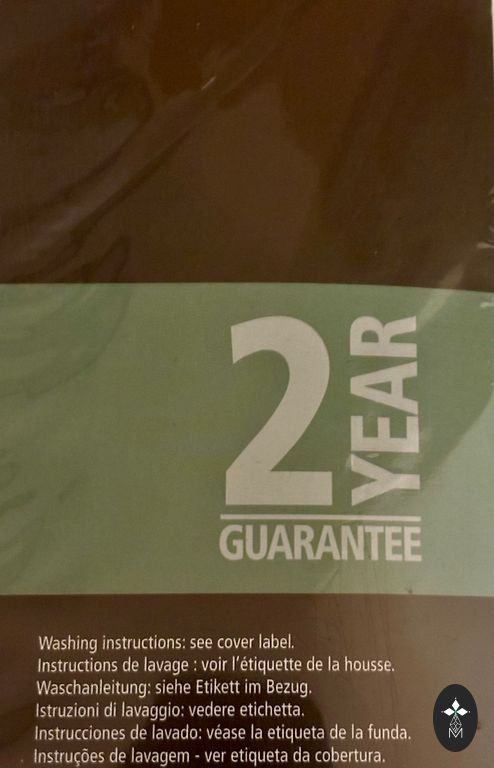 2 YEAR
GUARANTEE
Washing instructions: see cover label.
Instructions de lavage : voir l'étiquette de la housse.
Waschanleitung: siehe Etikett im Bezug.
Istruzioni di lavaggio: vedere etichetta.
Instrucciones de lavado: véase la etiqueta de la funda.
Instruções de lavagem - ver etiqueta da cobertura.
M